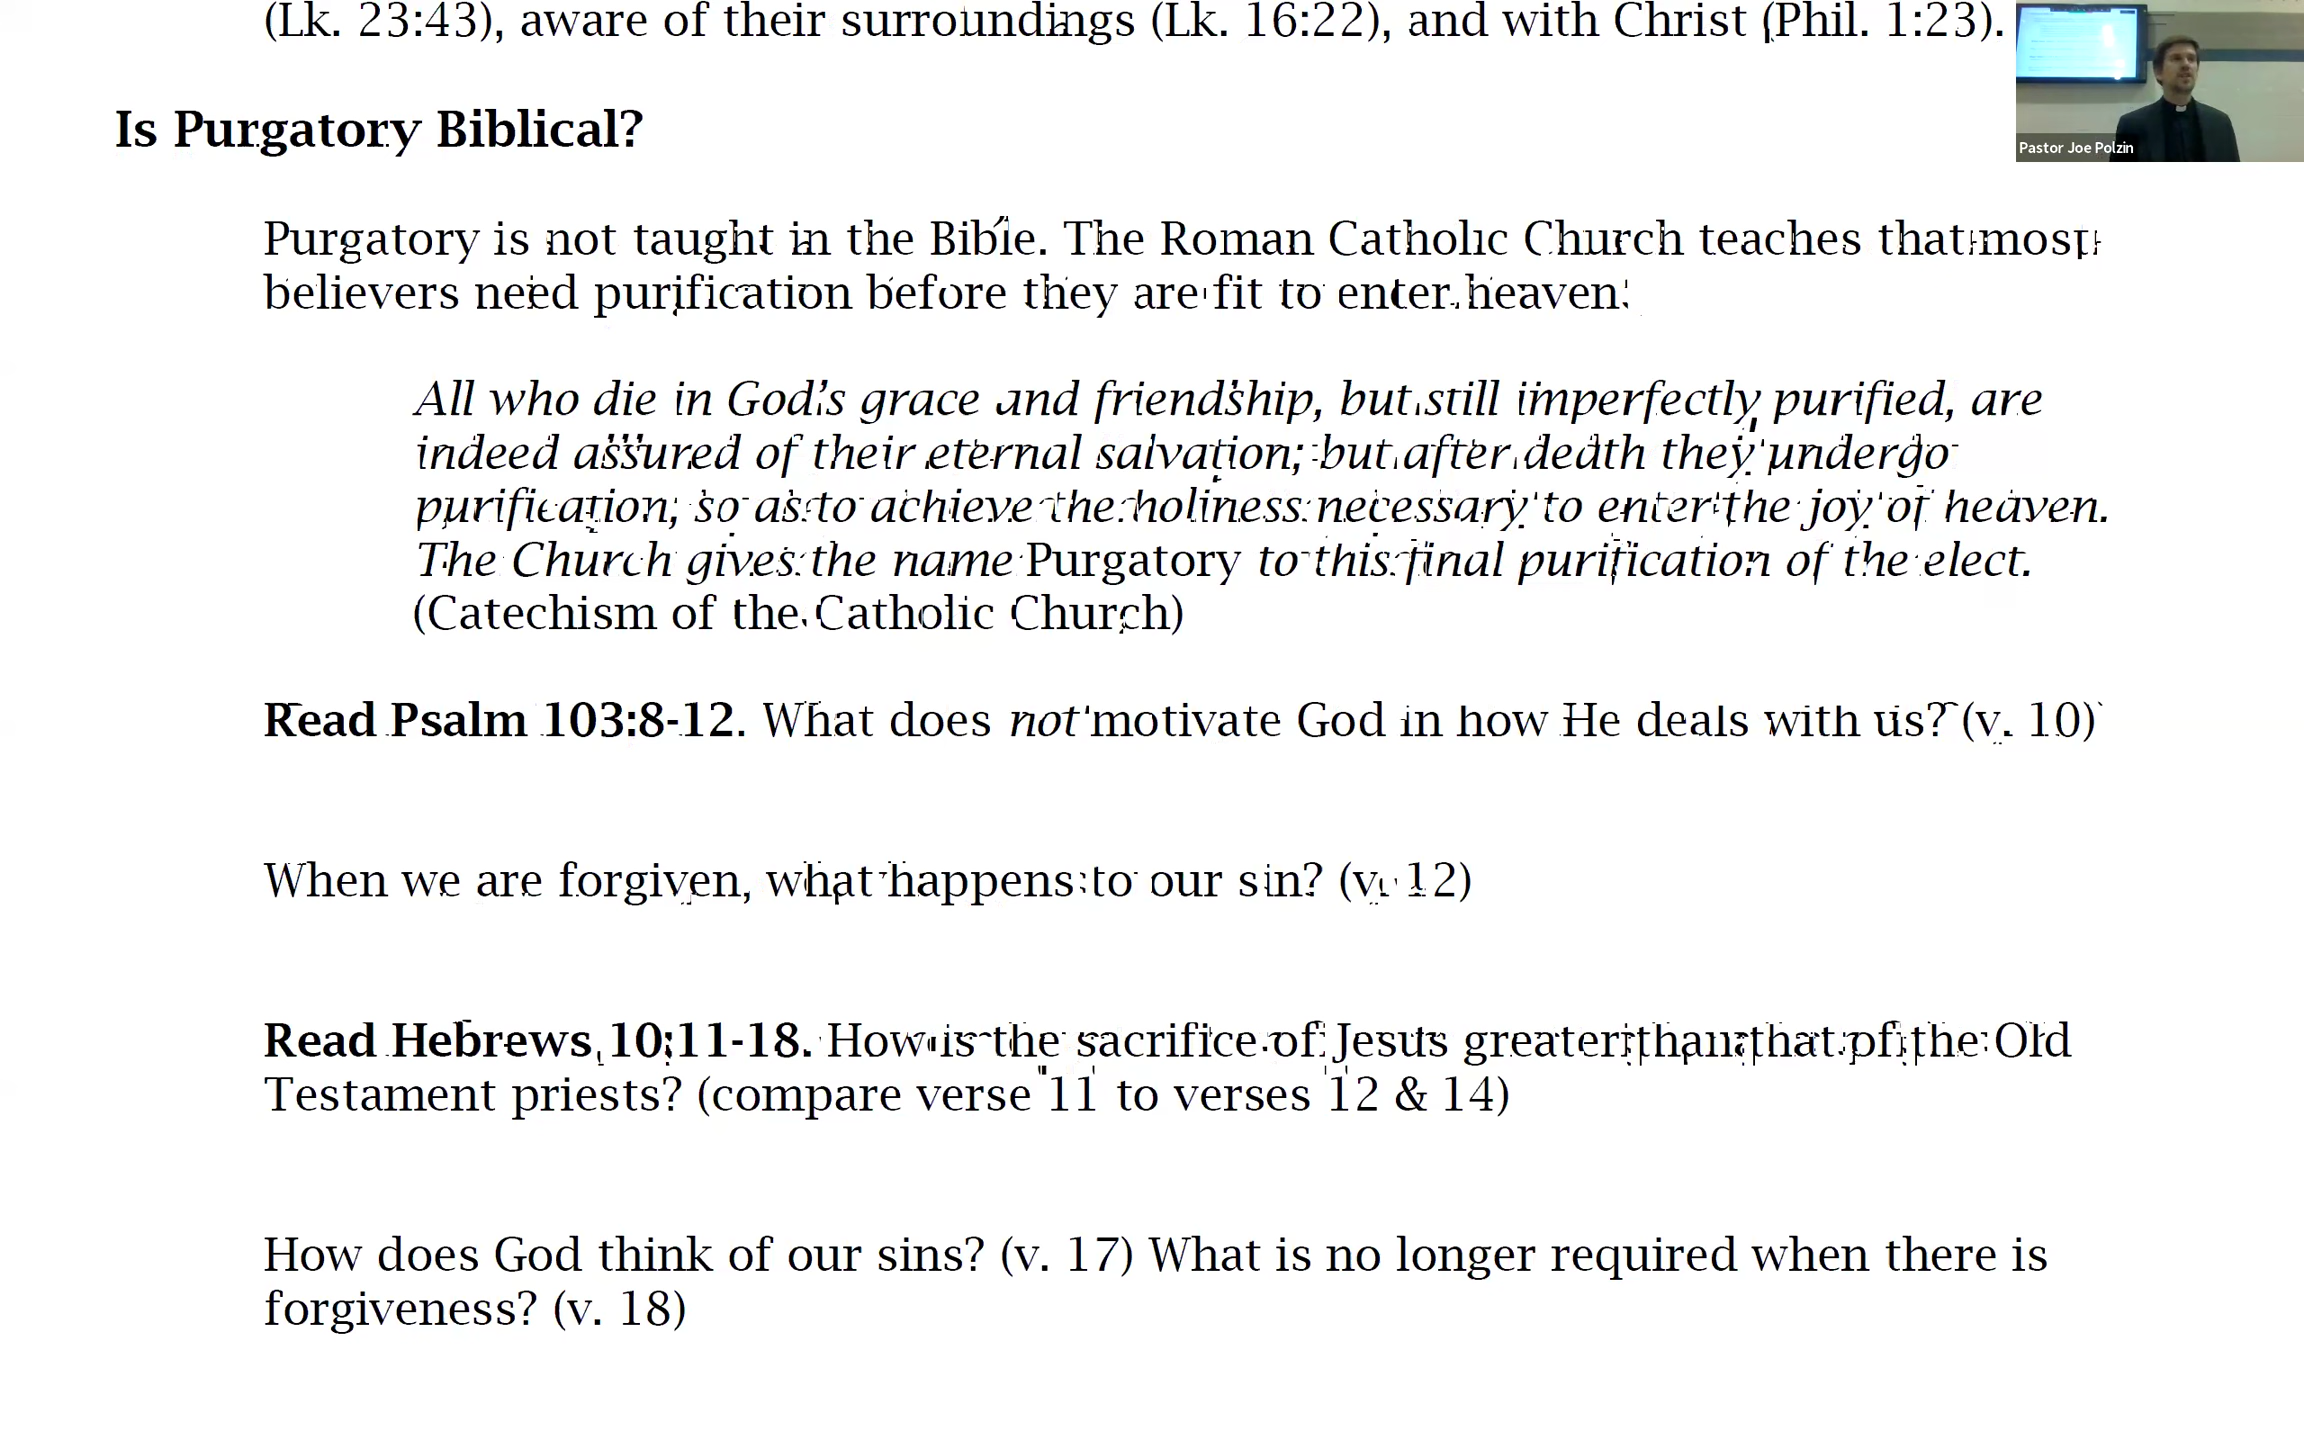 (Lk. 23:43), aware of their surroundings (Lk. 16:22), and with Christ (Phil. 1:23).
Pastor Joe Polzin
Is Purgatory Biblical?
Purgatory is not taught in the Bible. The Roman Catholic Church teaches that most
believers need purification before they are fit to enter heaven:
All who die in God's grace and friendship, but still imperfectly purified, are
indeed assured of their eternal salvation; but after death they undergo
purification, so as to achieve the holiness necessary to enter the joy of heaven.
The Church gives the name Purgatory to this final purification of the elect.
(Catechism of the Catholic Church)
Read Psalm 103:8-12. What does not motivate God in how He deals with us? (v. 10)
When we are forgiven, what happens to our sin? (v. 12)
Read Hebrews 10:11-18. How is the sacrifice of Jesus greater than that of the Old
Testament priests? (compare verse 11 to verses 12 & 14)
How does God think of our sins? (v. 17) What is no longer required when there is
forgiveness? (v. 18)